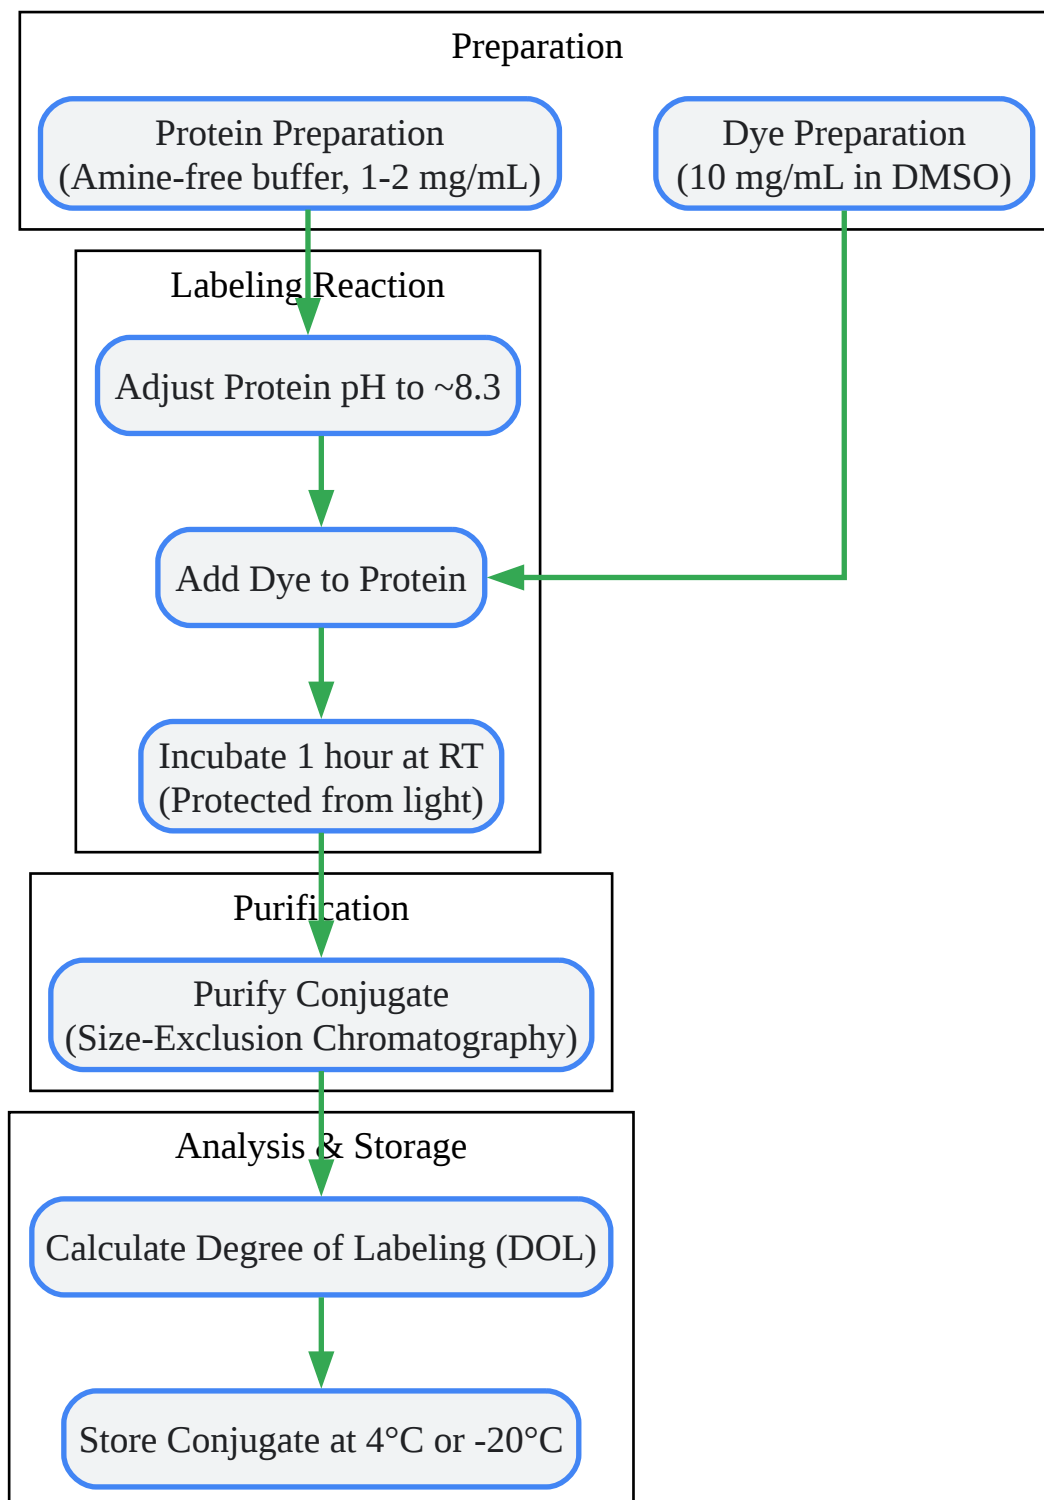 Preparation
Protein Preparation
(Amine-free buffer, 1-2 mg/mL)
Dye Preparation
(10 mg/mL in DMSO)
Labeling Reaction
Adjust Protein pH to ~8.3
Add Dye to Protein
Incubate 1 hour at RT
(Protected from light)
Purification
Purify Conjugate
(Size-Exclusion Chromatography)
Analysis & Storage
Calculate Degree of Labeling (DOL)
Store Conjugate at 4°C or -20°C